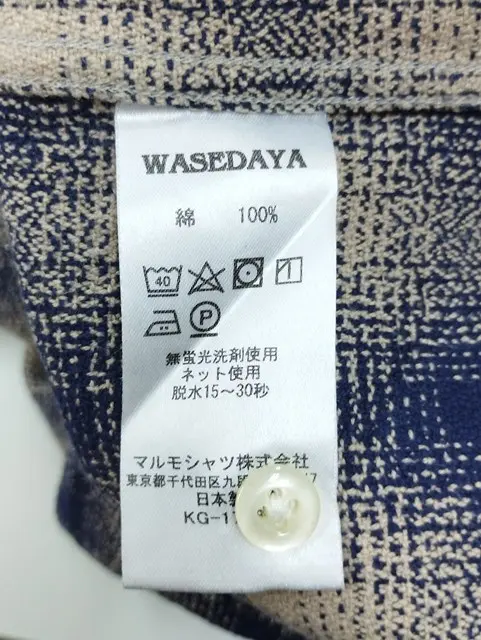 WASEDAYA
綿 100%
40
P
無蛍光洗剤使用
ネット使用
脱水15~30秒
マルモシャツ株式会社
東京都千代田区九段
日本製
KG-1